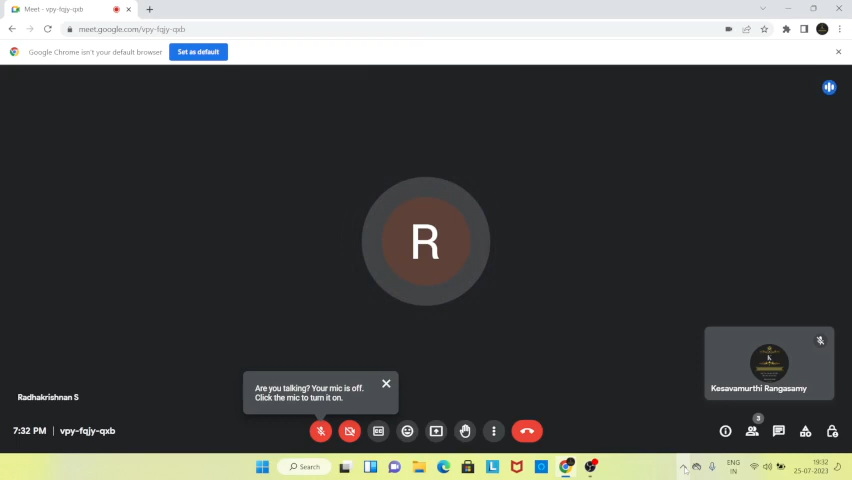 Meet - vpy-fqjy-qxb
meet.google.com/vpy-fqjy-qxb
Google Chrome isn't your default browser
Set as default
R
K
Kesavamurthi Rangasamy
Radhakrishnan S
Are you talking? Your mic is off.
Click the mic to turn it on.
7:32 PM | vpy-fqjy-qxb
3
Search
L
ENG
IN
19:32
25-07-2023